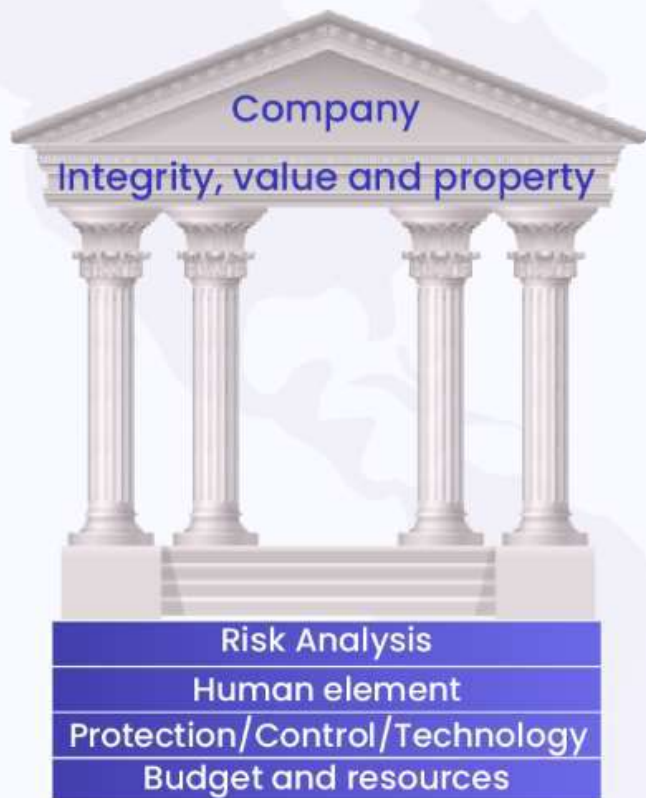 Company
Integrity, value and property
Risk Analysis
Human element
Protection/Control/Technology
Budget and resources